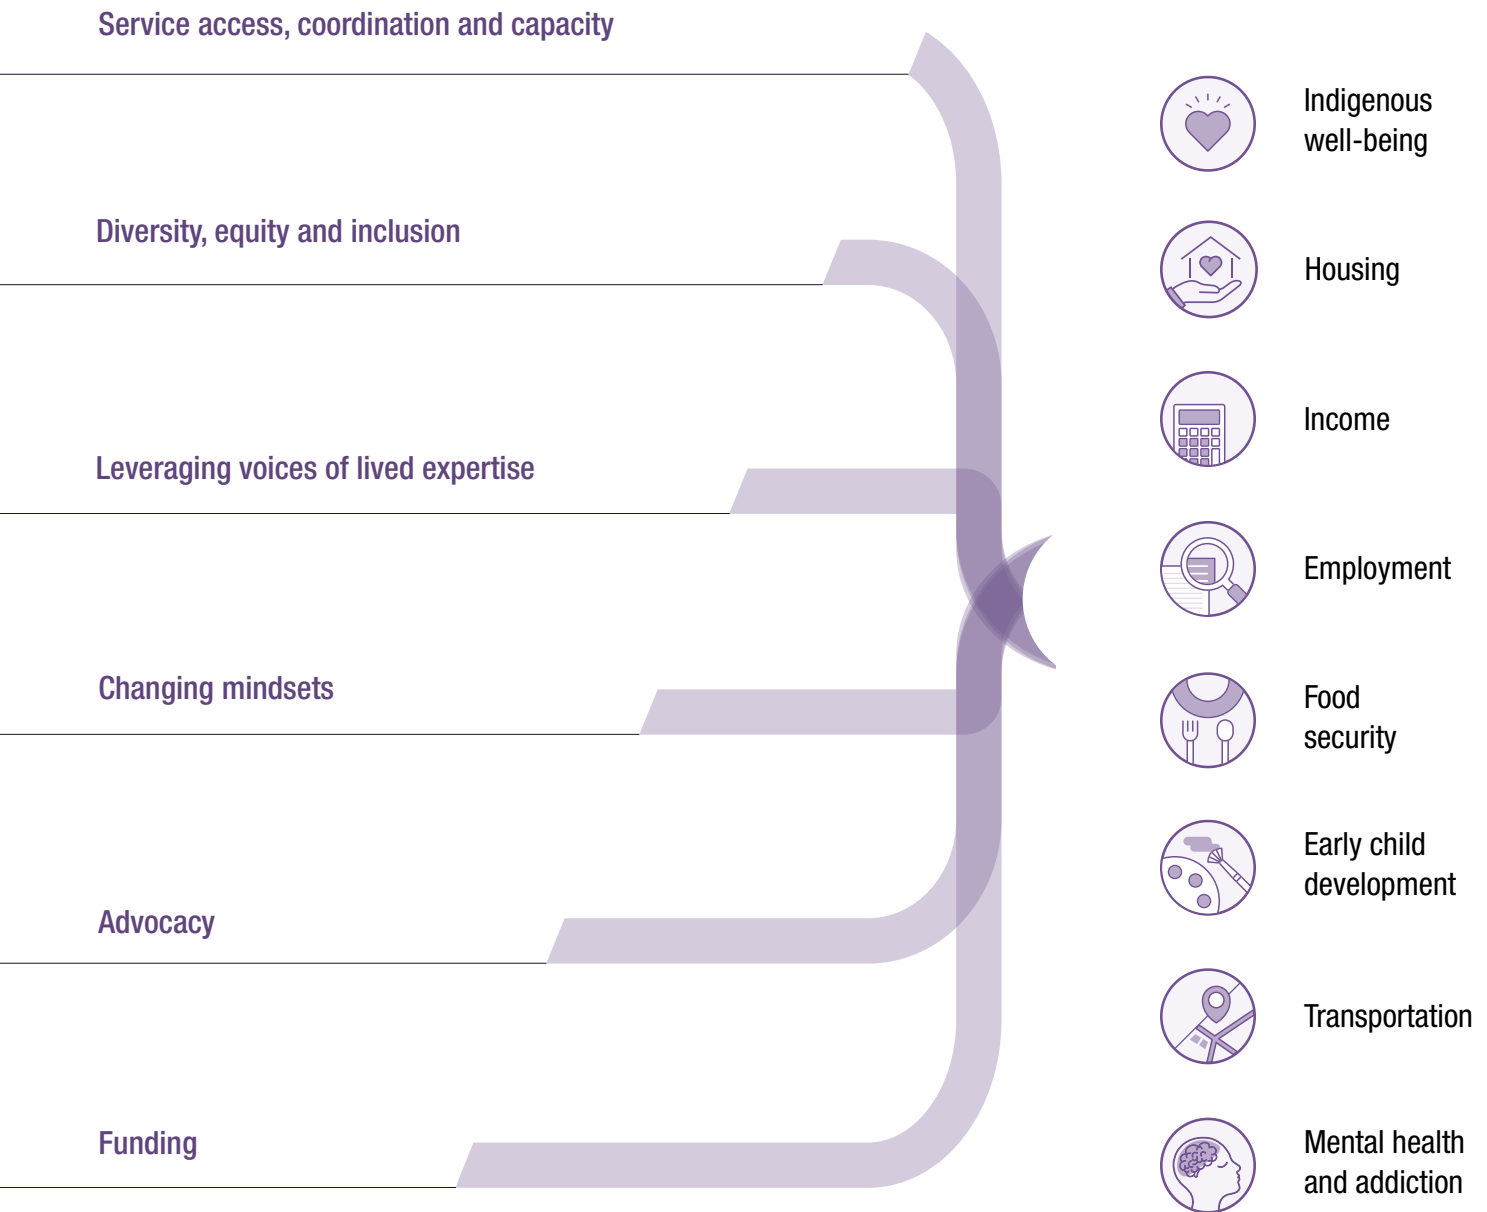 Service access, coordination and capacity
Diversity, equity and inclusion
Leveraging voices of lived expertise
Changing mindsets
Advocacy
Funding
Indigenous
well-being
Housing
Income
Employment
Food
security
Early child
development
Transportation
Mental health
and addiction